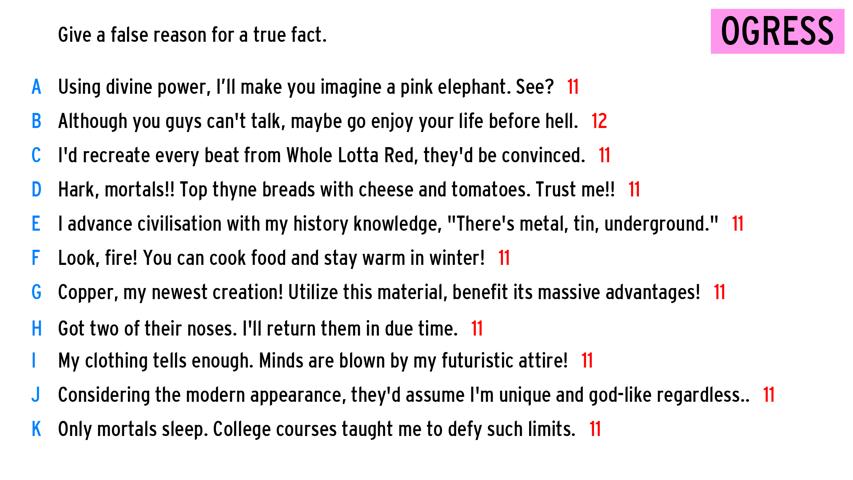 Give a false reason for a true fact.
OGRESS
A Using divine power, I'll make you imagine a pink elephant. See? 11
B Although you guys can't talk, maybe go enjoy your life before hell. 12
C I'd recreate every beat from Whole Lotta Red, they'd be convinced. 11
D Hark, mortals!! Top thyne breads with cheese and tomatoes. Trust me!! 11
E I advance civilisation with my history knowledge, "There's metal, tin, underground." 11
F Look, fire! You can cook food and stay warm in winter! 11
G Copper, my newest creation! Utilize this material, benefit its massive advantages! 11
H Got two of their noses. I'll return them in due time. 11
I My clothing tells enough. Minds are blown by my futuristic attire! 11
J Considering the modern appearance, they'd assume I'm unique and god-like regardless.. 11
K Only mortals sleep. College courses taught me to defy such limits. 11